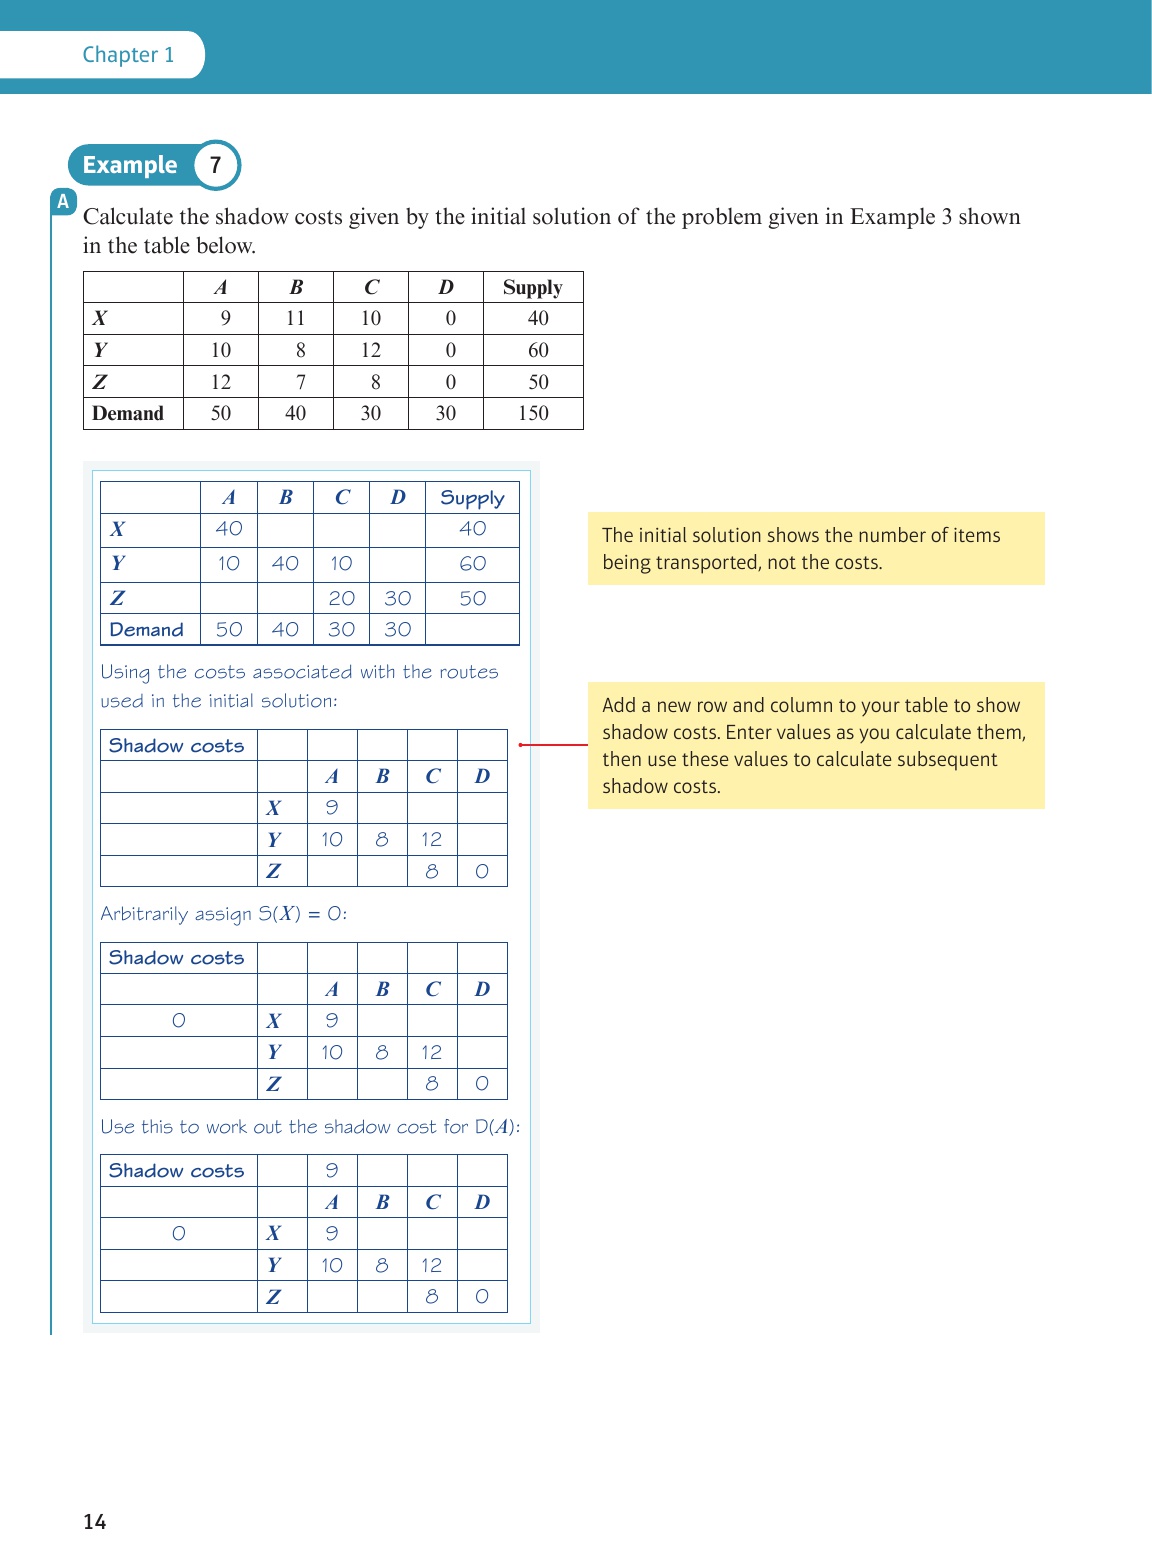 Chapter 1
Example 7
A
Calculate the shadow costs given by the initial solution of the problem given in Example 3 shown
in the table below.
A B C D Supply
X 9 11 10 0 40
Y 10 8 12 0 60
Z 12 7 8 0 50
Demand 50 40 30 30 150
A B C D Supply
X 40 40
Y 10 40 10 60
Z 20 30 50
Demand 50 40 30 30
The initial solution shows the number of items
being transported, not the costs.
Using the costs associated with the routes
used in the initial solution:
Add a new row and column to your table to show
shadow costs. Enter values as you calculate them,
then use these values to calculate subsequent
shadow costs.
Shadow costs
A B C D
X 9
Y 10 8 12
Z 8 0
Arbitrarily assign S(X) = 0:
Shadow costs
A B C D
0 X 9
Y 10 8 12
Z 8 0
Use this to work out the shadow cost for D(A):
Shadow costs 9
A B C D
0 X 9
Y 10 8 12
Z 8 0
14